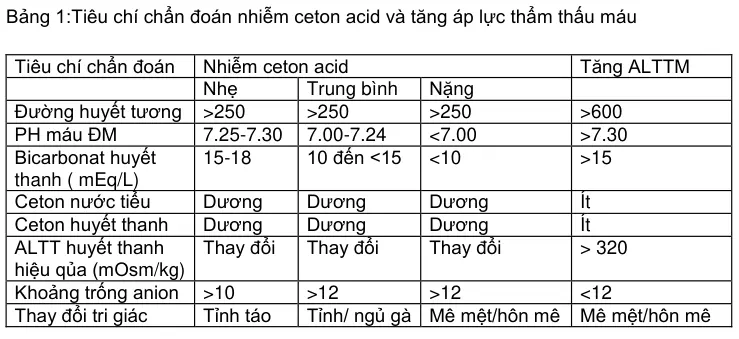 Bảng 1:Tiêu chí chẩn đoán nhiễm ceton acid và tăng áp lực thẩm thấu máu
Tiêu chí chẩn đoán Nhiễm ceton acid Tăng ALTTM
Nhẹ Trung bình Nặng
Đường huyết tương >250 >250 >250 >600
PH máu ĐM 7.25-7.30 7.00-7.24 <7.00 >7.30
Bicarbonat huyết 15-18 10 đến <15 <10 >15
thanh ( mEq/L)
Ceton nước tiểu Dương Dương Dương Ít
Ceton huyết thanh Dương Dương Dương Ít
ALTT huyết thanh Thay đổi Thay đổi Thay đổi > 320
hiệu qủa (mOsm/kg)
Khoảng trống anion >10 >12 >12 <12
Thay đổi tri giác Tỉnh táo Tỉnh/ ngủ gà Mê mệt/hôn mê Mê mệt/hôn mê